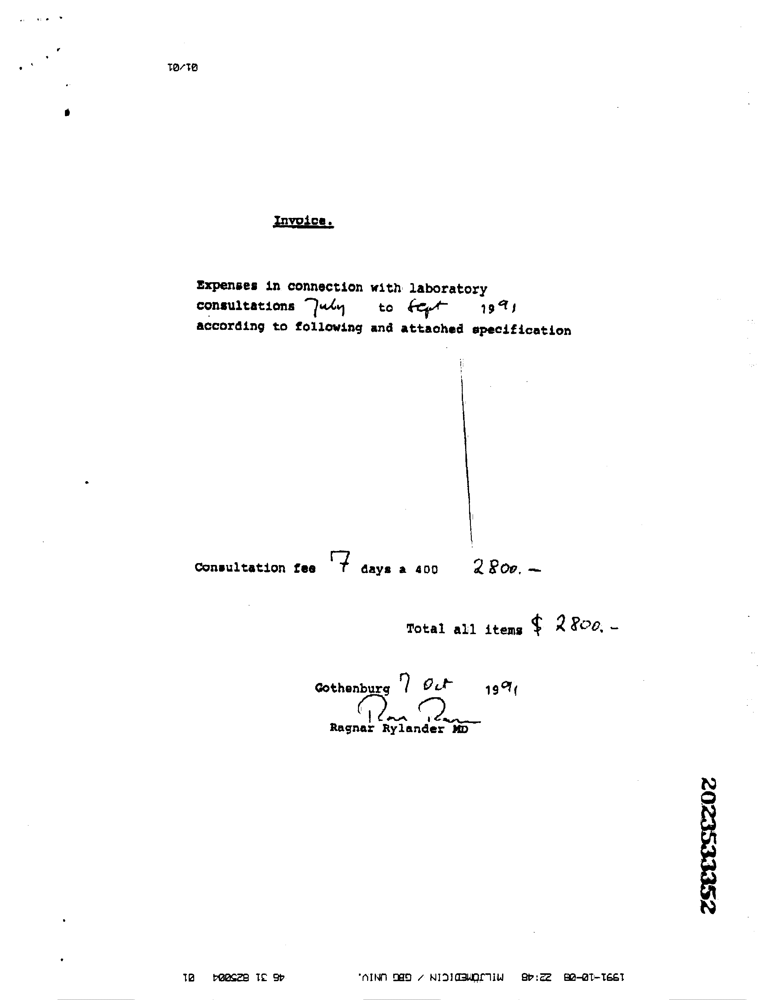 01/01
Invoice.
Expenses in connection with laboratory
consultations July to Sept 1991
according to following and attached specification
Consultation fee 7 days a 400 2800.-
Total all items $ 2800.-
Gothenburg 7 Oct 1991
Ragnar Rylander MD
2023533352
1991-10-08 22:48 MILJOMEDICIN / GBG UNIV. 46 31 825004 01